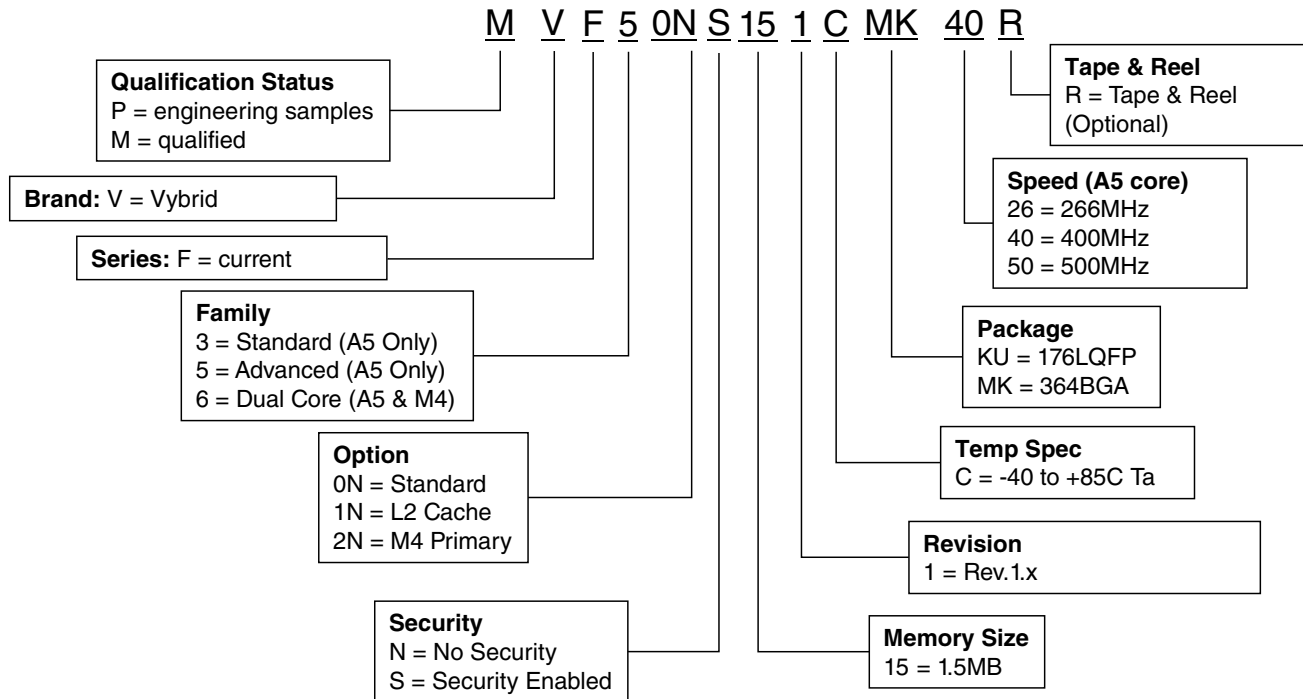 M V F 5 0N S 15 1 C MK 40 R
Qualification Status
P = engineering samples
M = qualified
Brand: V = Vybrid
Series: F = current
Family
3 = Standard (A5 Only)
5 = Advanced (A5 Only)
6 = Dual Core (A5 & M4)
Option
0N = Standard
1N = L2 Cache
2N = M4 Primary
Security
N = No Security
S = Security Enabled
Tape & Reel
R = Tape & Reel
(Optional)
Speed (A5 core)
26 = 266MHz
40 = 400MHz
50 = 500MHz
Package
KU = 176LQFP
MK = 364BGA
Temp Spec
C = -40 to +85C Ta
Revision
1 = Rev.1.x
Memory Size
15 = 1.5MB